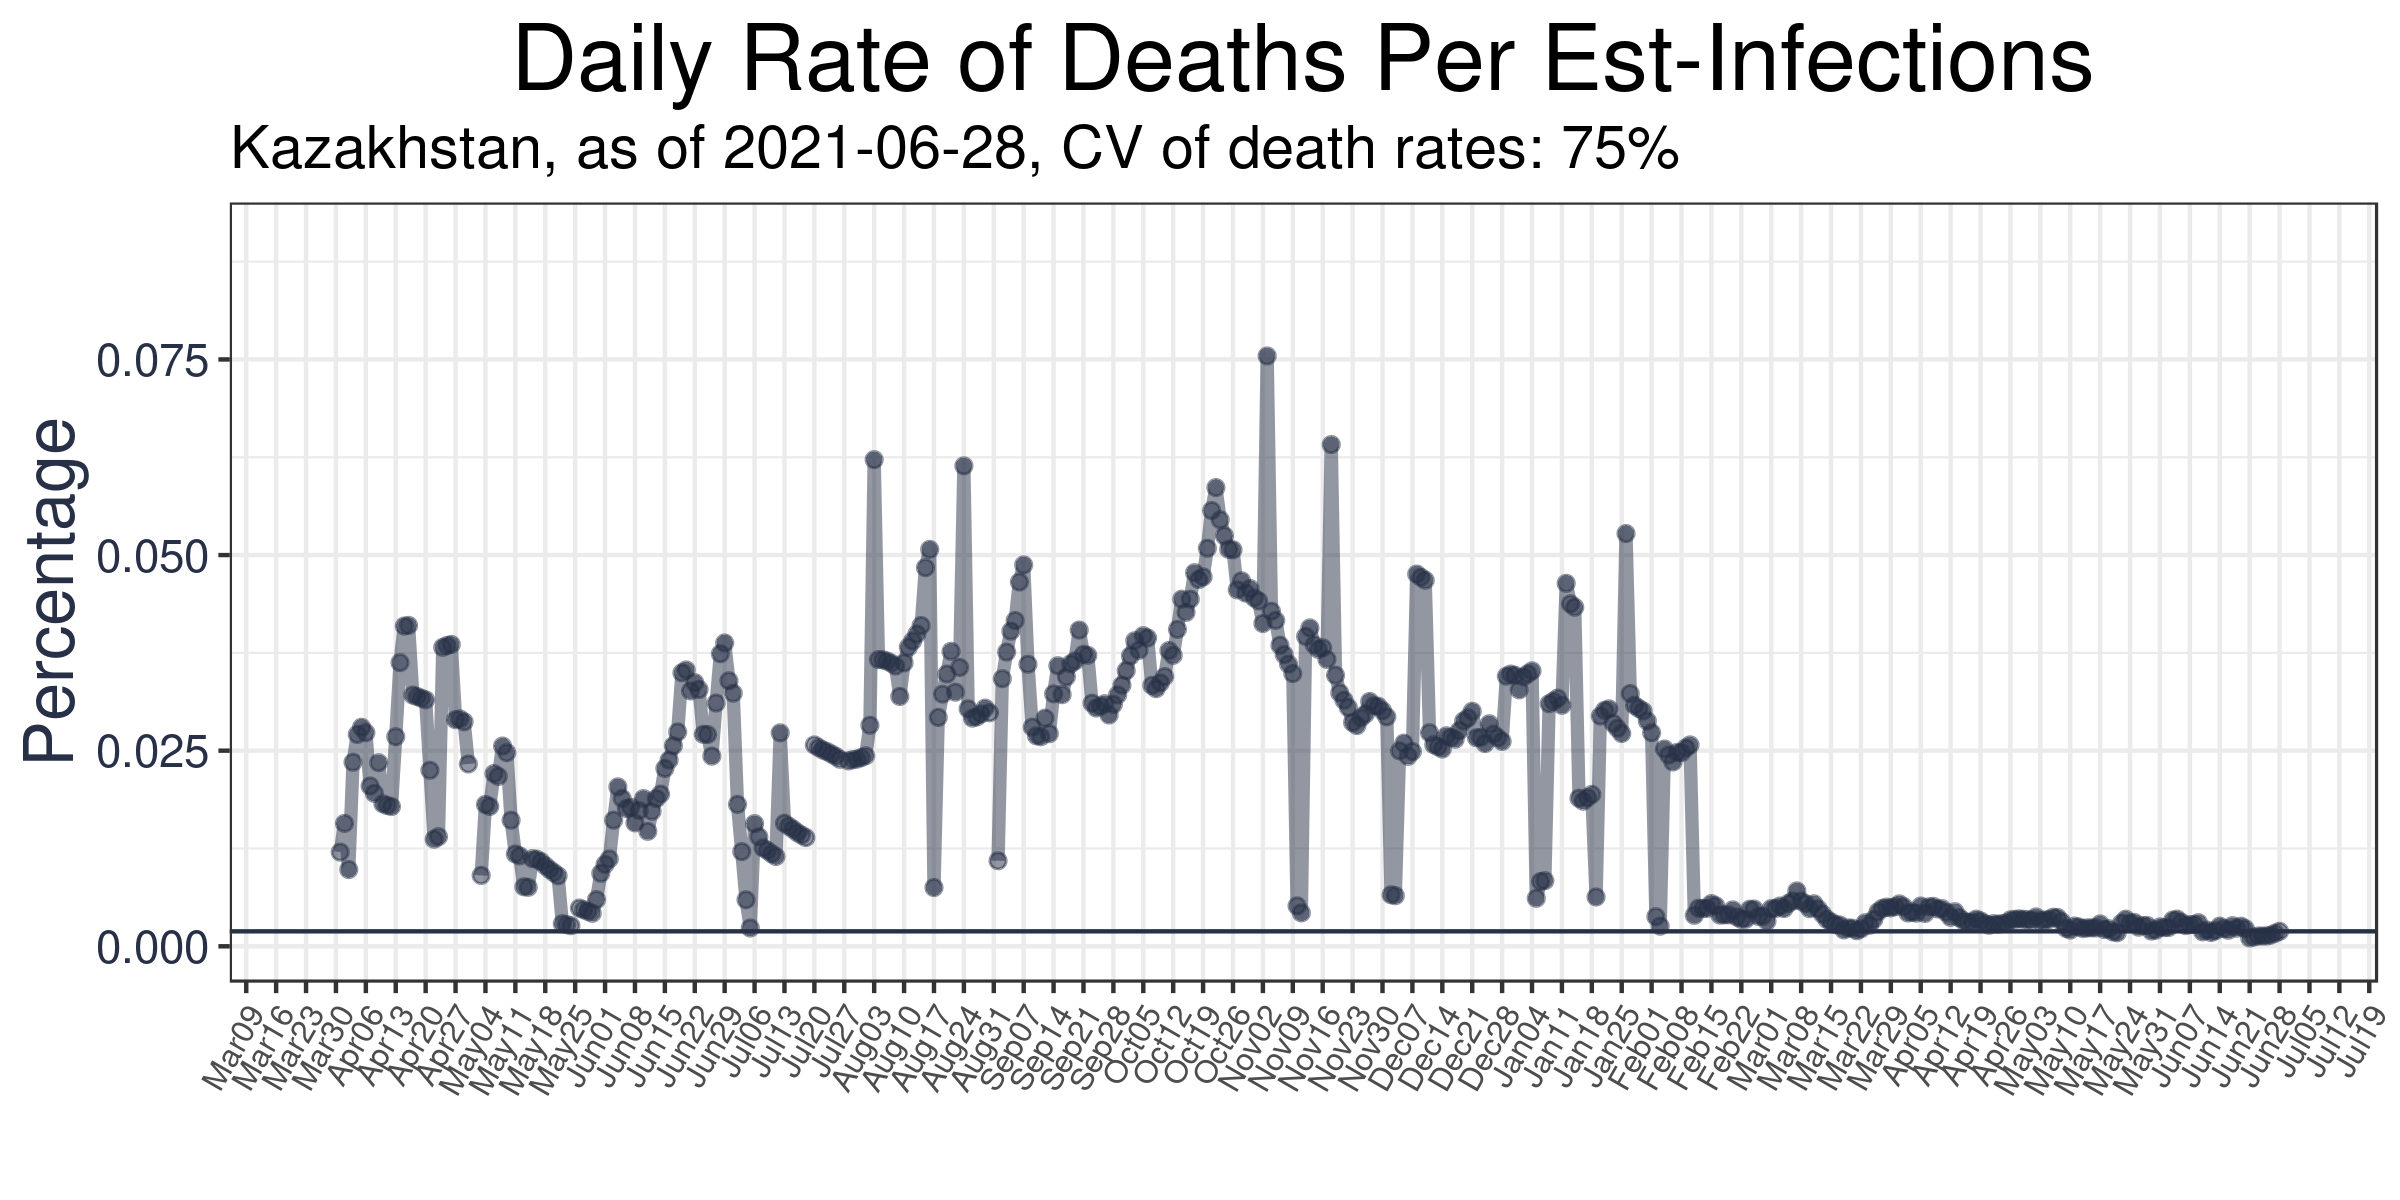 Daily Rate of Deaths Per Est-Infections
Kazakhstan, as of 2021-06-28, CV of death rates: 75%
Percentage
0.075
0.050
0.025
0.000
Mar09
Mar16
Mar23
Mar30
Apr06
Apr13
Apr20
Apr27
May04
May11
May18
May25
Jun01
Jun08
Jun15
Jun22
Jun29
Jul06
Jul13
Jul20
Jul27
Aug03
Aug10
Aug17
Aug24
Aug31
Sep07
Sep14
Sep21
Sep28
Oct05
Oct12
Oct19
Oct26
Nov02
Nov09
Nov16
Nov23
Nov30
Dec07
Dec14
Dec21
Dec28
Jan04
Jan11
Jan18
Jan25
Feb01
Feb08
Feb15
Feb22
Mar01
Mar08
Mar15
Mar22
Mar29
Apr05
Apr12
Apr19
Apr26
May03
May10
May17
May24
May31
Jun07
Jun14
Jun21
Jun28
Jul05
Jul12
Jul19